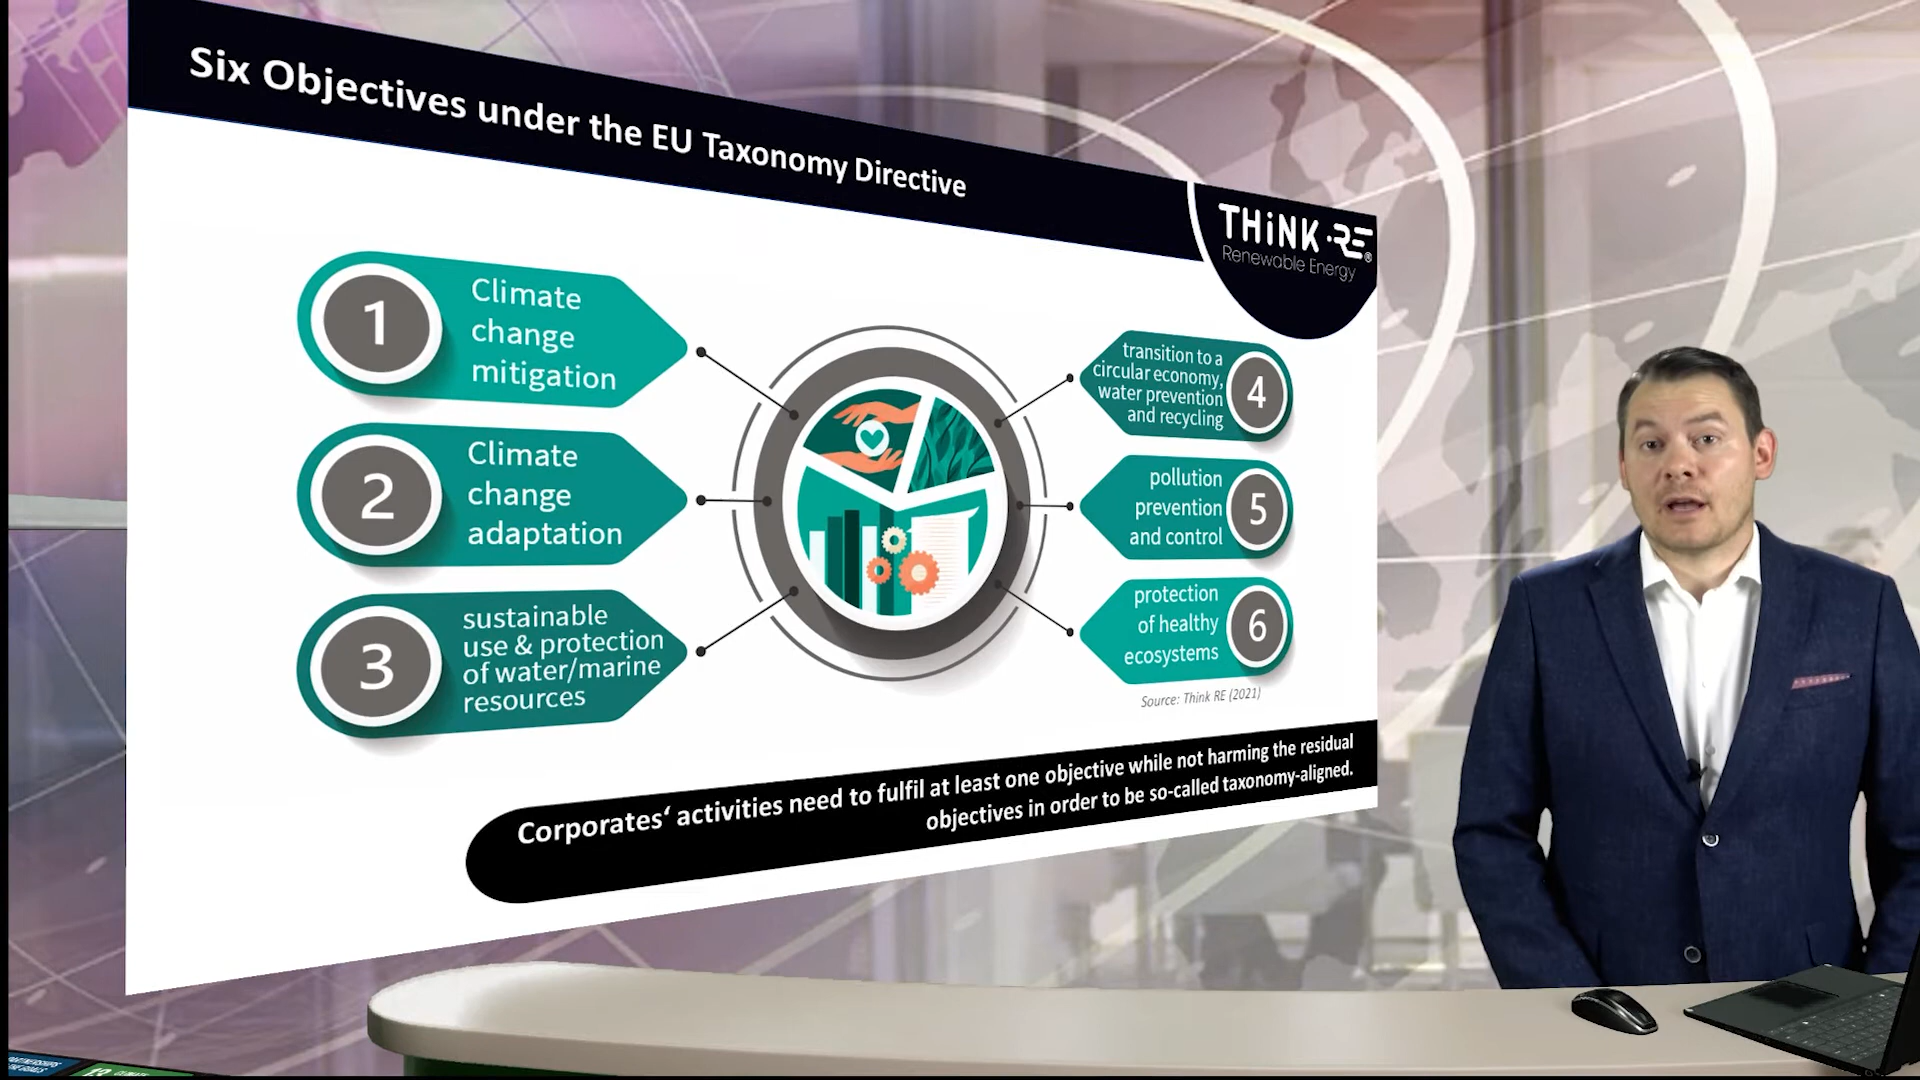 Six Objectives under the EU Taxonomy Directive
THiNK RE®
Renewable Energy
1
Climate
change
mitigation
2
Climate
change
adaptation
3
sustainable
use & protection
of water/marine
resources
transition to a
circular economy,
water prevention
and recycling
4
pollution
prevention
and control
5
protection
of healthy
ecosystems
6
Source: Think RE (2021)
Corporates‘ activities need to fulfil at least one objective while not harming the residual
objectives in order to be so-called taxonomy-aligned.
13 CLIMATE